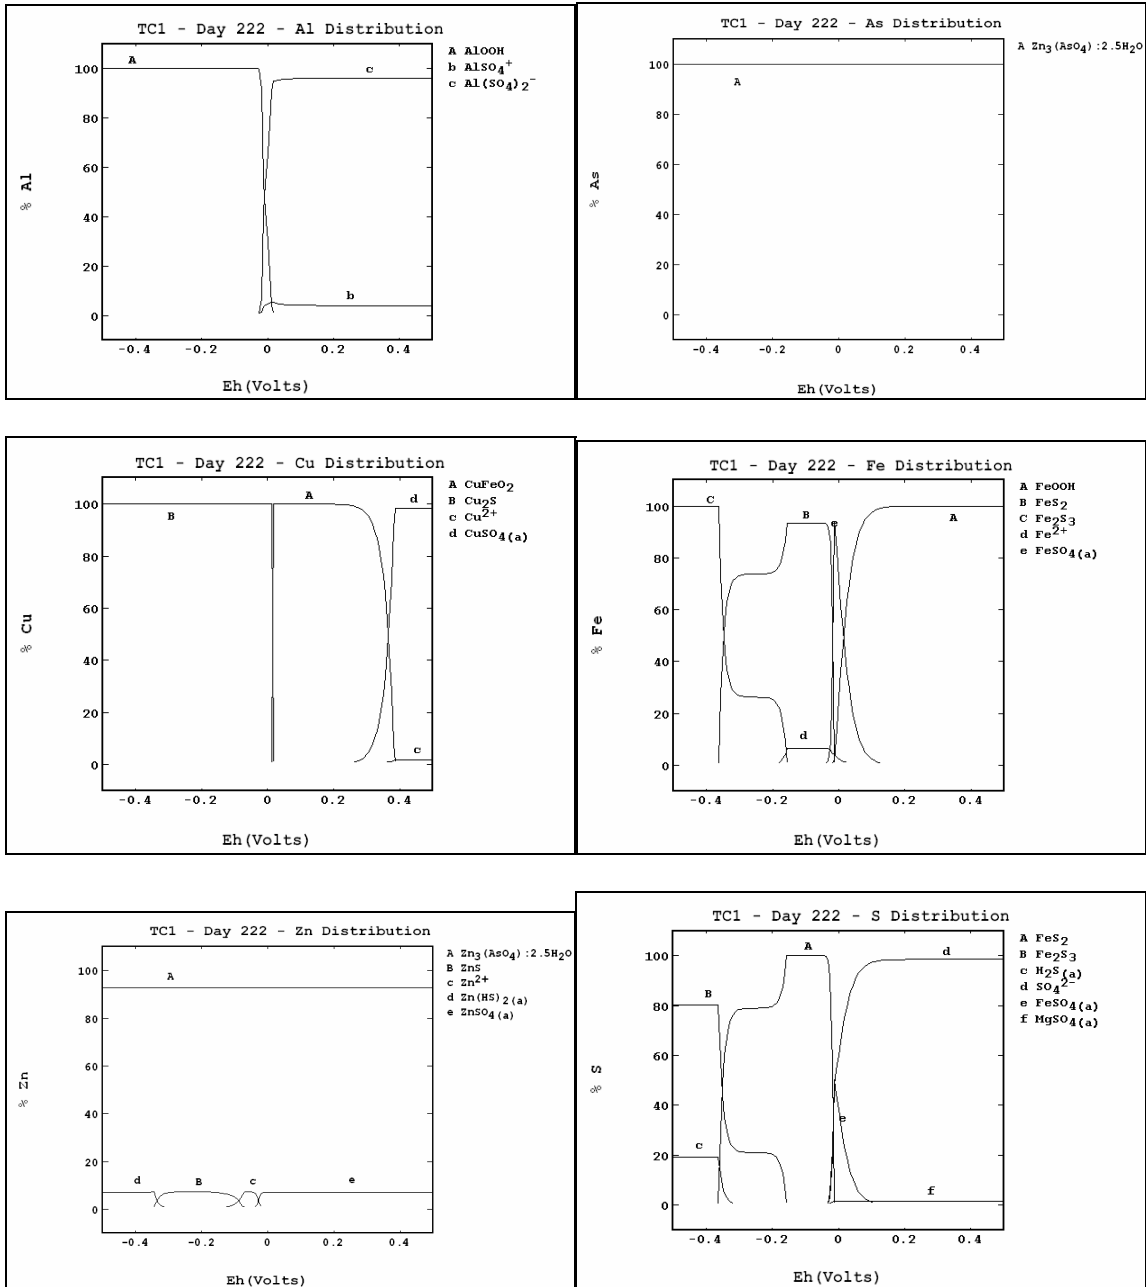 TC1 - Day 222 - Al Distribution
A AlOOH
b AlSO₄⁺
c Al(SO₄)₂⁻
A
c
b
% Al
100
80
60
40
20
0
-0.4 -0.2 0 0.2 0.4
Eh(Volts)
TC1 - Day 222 - As Distribution
A Zn₃(AsO₄):2.5H₂O
A
% As
100
80
60
40
20
0
-0.4 -0.2 0 0.2 0.4
Eh(Volts)
TC1 - Day 222 - Cu Distribution
A CuFeO₂
B Cu₂S
c Cu²⁺
d CuSO₄(a)
A
d
B
c
% Cu
100
80
60
40
20
0
-0.4 -0.2 0 0.2 0.4
Eh(Volts)
TC1 - Day 222 - Fe Distribution
A FeOOH
B FeS₂
C Fe₂S₃
d Fe²⁺
e FeSO₄(a)
C
B
e
A
d
% Fe
100
80
60
40
20
0
-0.4 -0.2 0 0.2 0.4
Eh(Volts)
TC1 - Day 222 - Zn Distribution
A Zn₃(AsO₄):2.5H₂O
B ZnS
c Zn²⁺
d Zn(HS)₂(a)
e ZnSO₄(a)
A
d B c e
% Zn
100
80
60
40
20
0
-0.4 -0.2 0 0.2 0.4
Eh(Volts)
TC1 - Day 222 - S Distribution
A FeS₂
B Fe₂S₃
c H₂S(a)
d SO₄²⁻
e FeSO₄(a)
f MgSO₄(a)
A
d
B
e
c
f
% S
100
80
60
40
20
0
-0.4 -0.2 0 0.2 0.4
Eh(Volts)